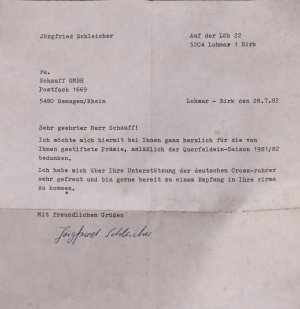 Jörgfried Schleicher
Auf der Löh 22
5204 Lohmar 1 Birk
Fa.
Schauff GMBH
Postfach 1669
5480 Remagen/Rhein
Lohmar - Birk den 28.7.82
Sehr geehrter Herr Schauff!
Ich möchte mich hiermit bei Ihnen ganz herzlich für die von
Ihnen gestiftete Prämie, anläßlich der Querfeldein-Saison 1981/82
bedanken.
Ich habe mich über Ihre Unterstützung der deutschen Cross-Fahrer
sehr gefreut und bin gerne bereit zu einem Empfang in Ihre Firma
zu kommen.
Mit freundlichen Grüßen
Jörgfried Schleicher